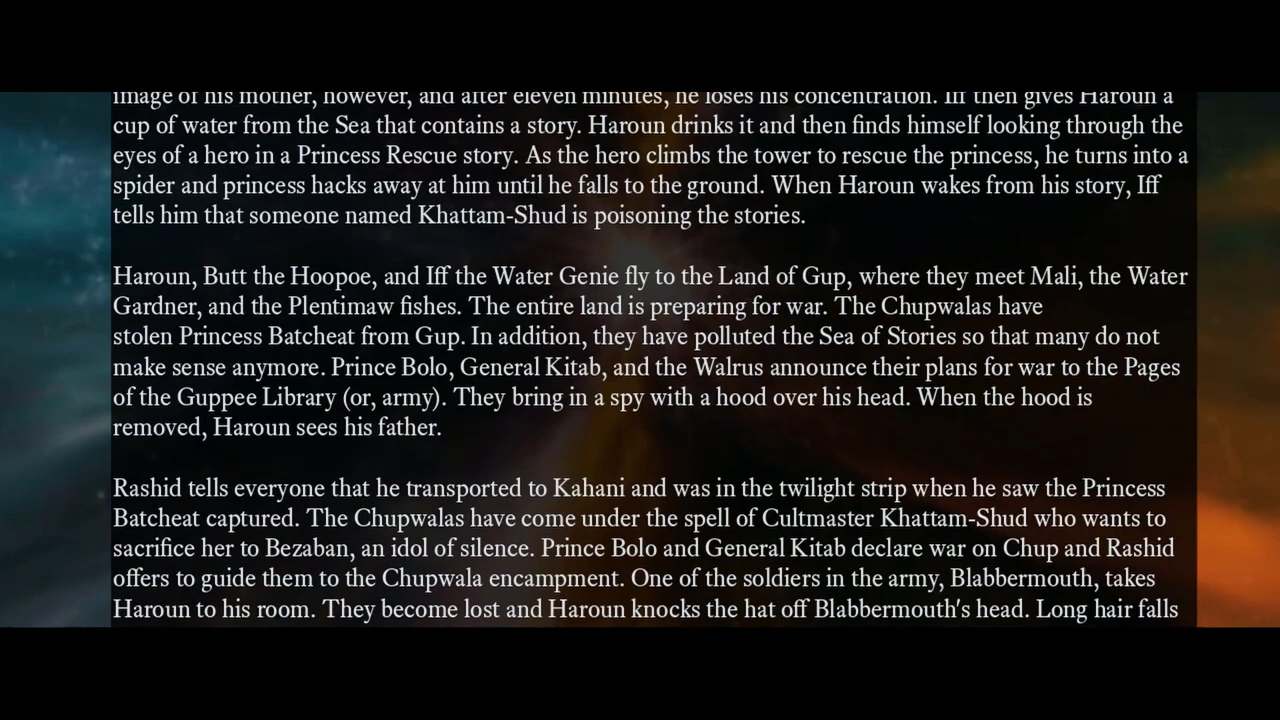 image of his mother, however, and after eleven minutes, he loses his concentration. Iff then gives Haroun a
cup of water from the Sea that contains a story. Haroun drinks it and then finds himself looking through the
eyes of a hero in a Princess Rescue story. As the hero climbs the tower to rescue the princess, he turns into a
spider and princess hacks away at him until he falls to the ground. When Haroun wakes from his story, Iff
tells him that someone named Khattam-Shud is poisoning the stories.
Haroun, Butt the Hoopoe, and Iff the Water Genie fly to the Land of Gup, where they meet Mali, the Water
Gardner, and the Plentimaw fishes. The entire land is preparing for war. The Chupwalas have
stolen Princess Batcheat from Gup. In addition, they have polluted the Sea of Stories so that many do not
make sense anymore. Prince Bolo, General Kitab, and the Walrus announce their plans for war to the Pages
of the Guppee Library (or, army). They bring in a spy with a hood over his head. When the hood is
removed, Haroun sees his father.
Rashid tells everyone that he transported to Kahani and was in the twilight strip when he saw the Princess
Batcheat captured. The Chupwalas have come under the spell of Cultmaster Khattam-Shud who wants to
sacrifice her to Bezaban, an idol of silence. Prince Bolo and General Kitab declare war on Chup and Rashid
offers to guide them to the Chupwala encampment. One of the soldiers in the army, Blabbermouth, takes
Haroun to his room. They become lost and Haroun knocks the hat off Blabbermouth's head. Long hair falls